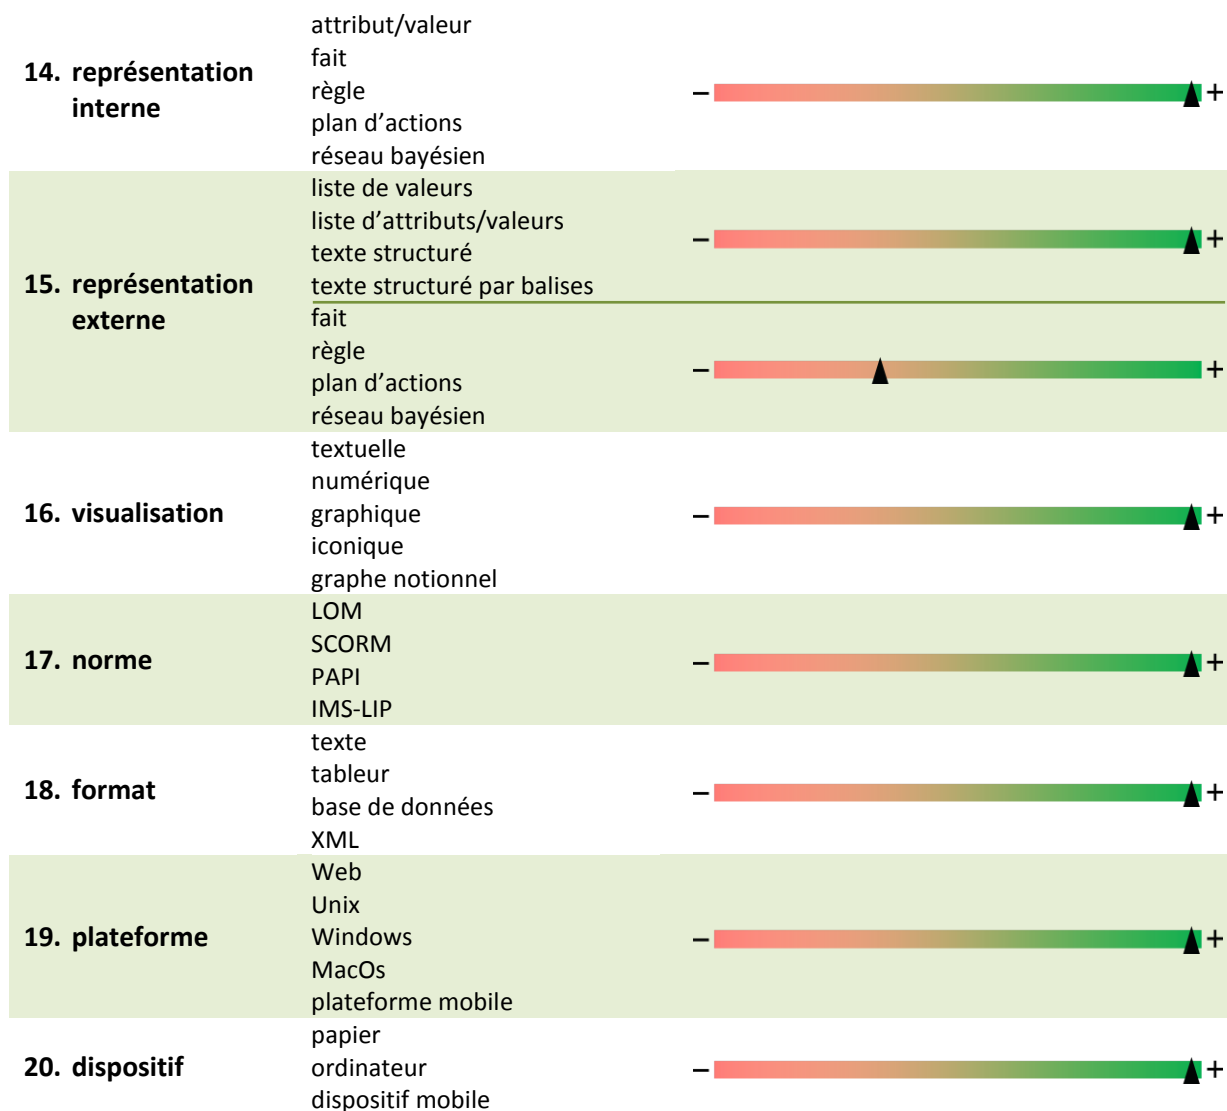 attribut/valeur
fait
14. représentation
interne
règle
– +
plan d’actions
réseau bayésien
liste de valeurs
liste d’attributs/valeurs
– +
texte structuré
texte structuré par balises
15. représentation
externe
fait
règle
– +
plan d’actions
réseau bayésien
textuelle
numérique
16. visualisation
graphique
– +
iconique
graphe notionnel
LOM
SCORM
17. norme
– +
PAPI
IMS-LIP
texte
tableur
18. format
– +
base de données
XML
Web
Unix
19. plateforme
Windows
– +
MacOs
plateforme mobile
papier
20. dispositif
ordinateur
– +
dispositif mobile